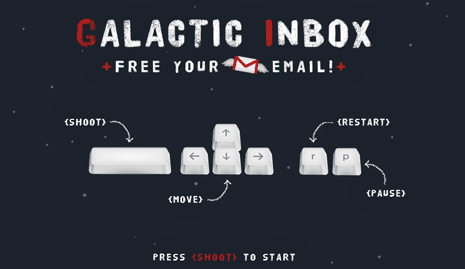 GALACTIC INBOX
+FREE YOUR EMAIL!+
{SHOOT}
{RESTART}
↑
← ↓ → r p
{MOVE}
{PAUSE}
PRESS {SHOOT} TO START